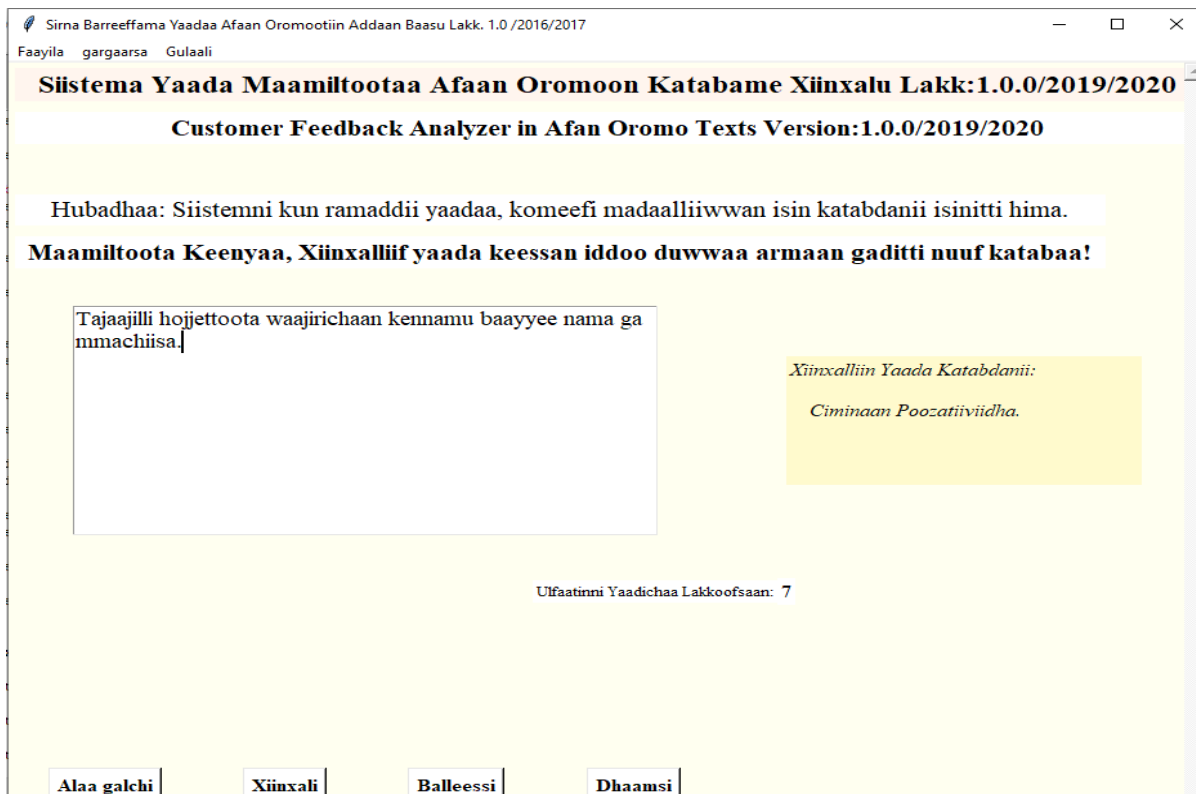 Sirna Barreeffama Yaadaa Afaan Oromootiin Addaan Baasu Lakk. 1.0 /2016/2017
Faayila gargaarsa Gulaali
Siistema Yaada Maamiltootaa Afaan Oromoon Katabame Xiinxalu Lakk:1.0.0/2019/2020
Customer Feedback Analyzer in Afan Oromo Texts Version:1.0.0/2019/2020
Hubadhaa: Siistemni kun ramaddii yaadaa, komeefi madaalliiwwan isin katabdanii isinitti hima.
Maamiltoota Keenyaa, Xiinxalliif yaada keessan iddoo duwwaa armaan gaditti nuuf katabaa!
Tajaajilli hojjettoota waajirichaan kennamu baayyee nama ga
mmachiisa.
Xiinxalliin Yaada Katabdanii:
Ciminaan Poozatiiviidha.
Ulfaatinni Yaadichaa Lakkoofsaan: 7
Alaa galchi Xiinxali Balleessi Dhaamsi